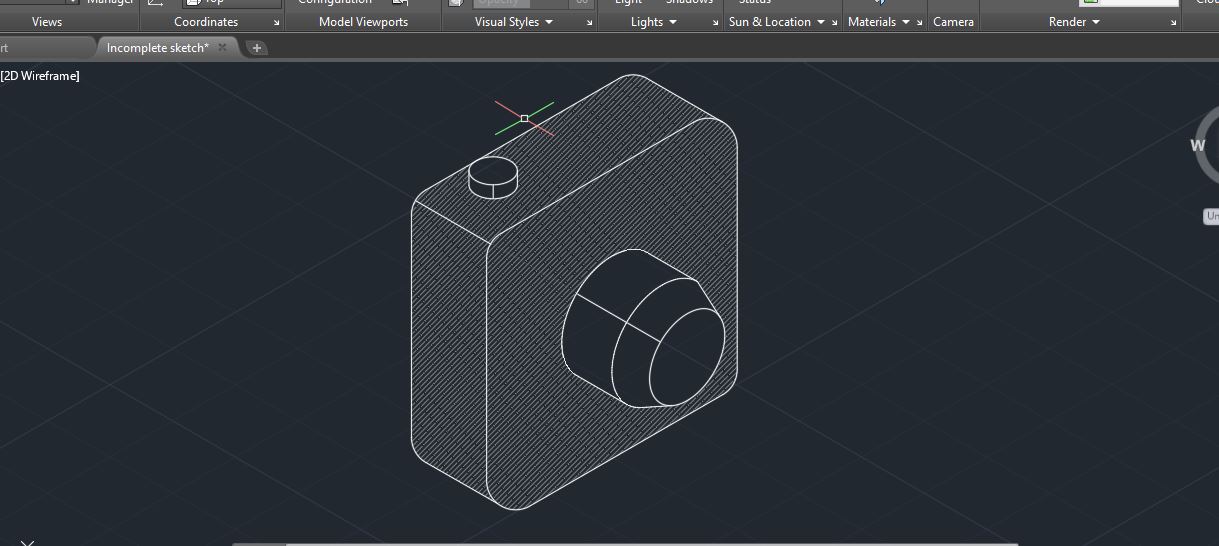 Manager
Top
Configuration
Opacity
60
Light
Shadows
Status
Views
Coordinates
Model Viewports
Visual Styles
Lights
Sun & Location
Materials
Camera
Render
rt
Incomplete sketch*
[2D Wireframe]
W
Un